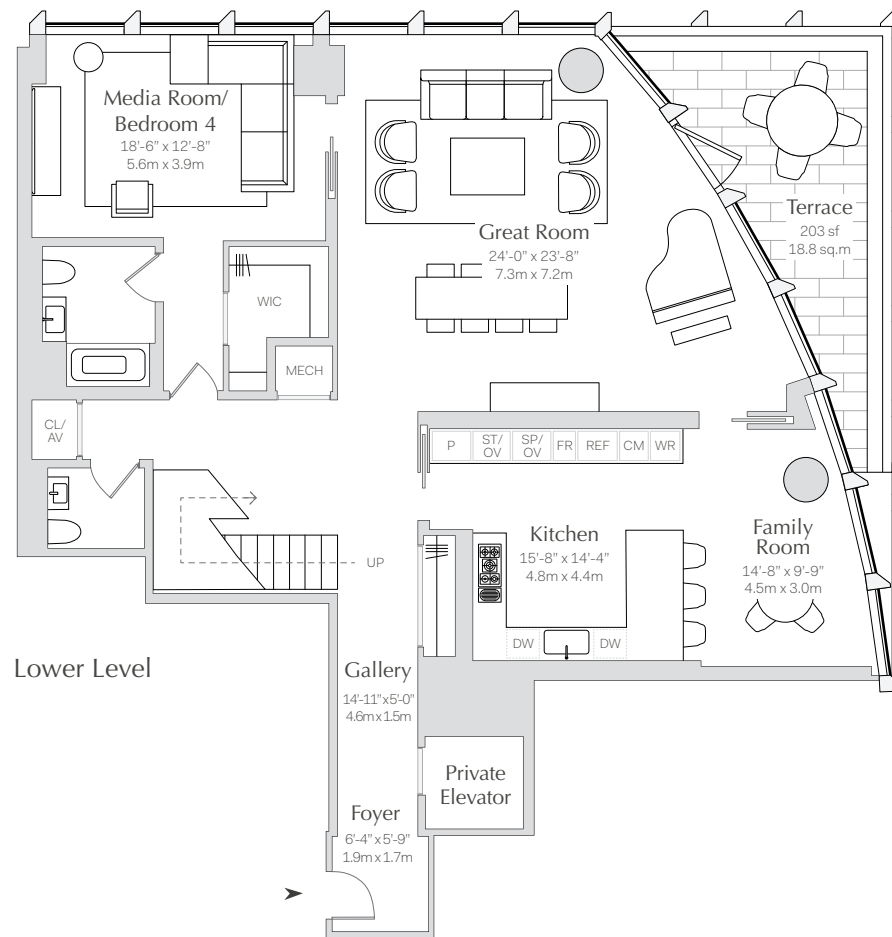 Media Room/
Bedroom 4
18'-6" x 12'-8"
5.6m x 3.9m
Great Room
24'-0" x 23'-8"
7.3m x 7.2m
Terrace
203 sf
18.8 sq.m
WIC
MECH
CL/
AV
P
ST/
OV
SP/
OV
FR
REF
CM
WR
UP
Kitchen
15'-8" x 14'-4"
4.8m x 4.4m
DW
DW
Family
Room
14'-8" x 9'-9"
4.5m x 3.0m
Lower Level
Gallery
14'-11" x 5'-0"
4.6m x 1.5m
Private
Elevator
Foyer
6'-4" x 5'-9"
1.9m x 1.7m